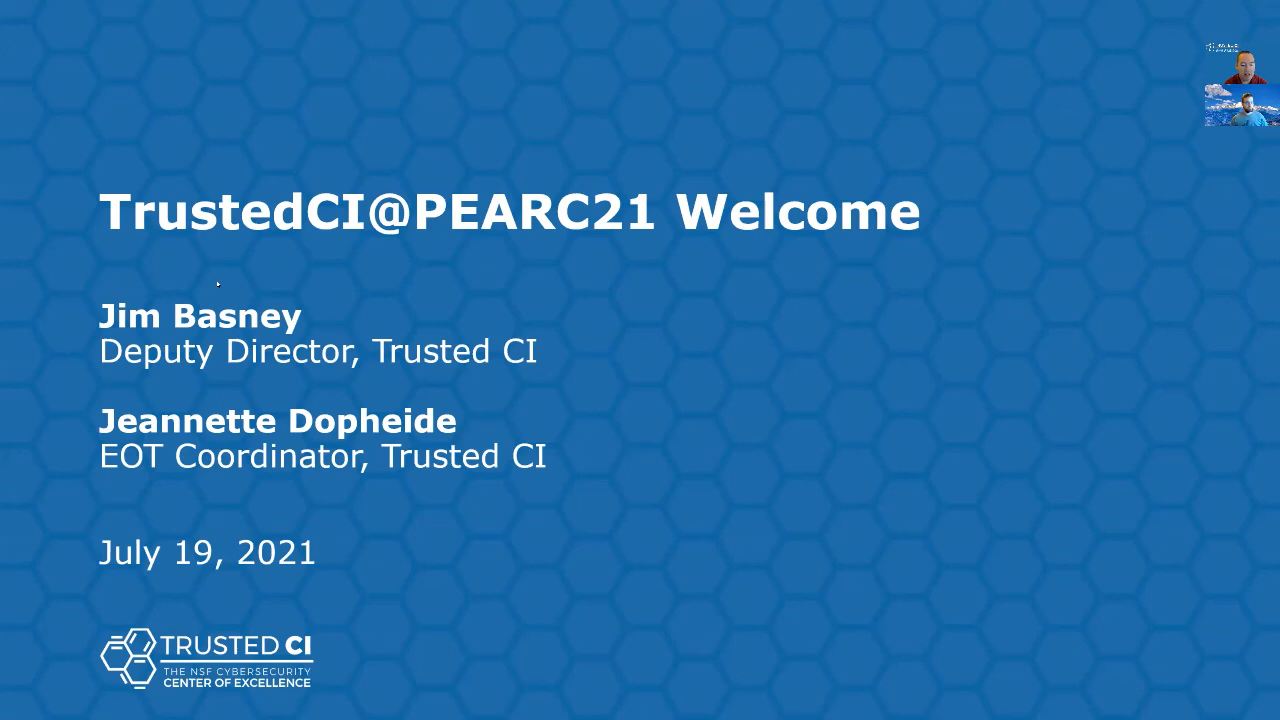 TrustedCI@PEARC21 Welcome
Jim Basney
Deputy Director, Trusted CI
Jeannette Dopheide
EOT Coordinator, Trusted CI
July 19, 2021
TRUSTED CI
THE NSF CYBERSECURITY
CENTER OF EXCELLENCE